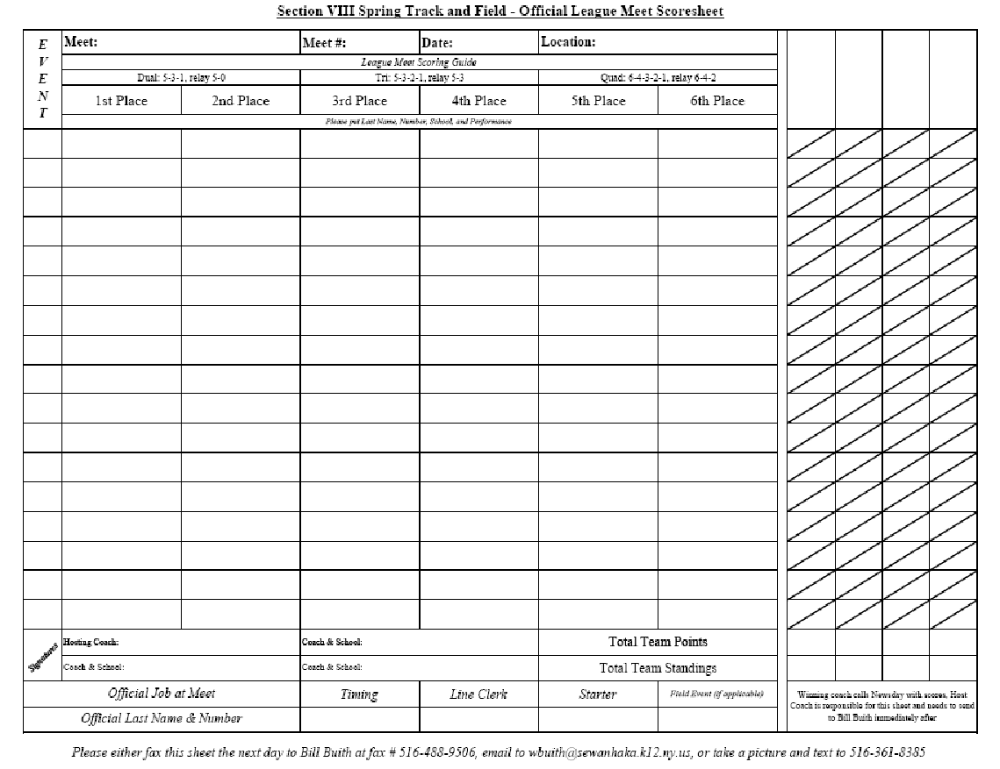 Section VIII Spring Track and Field - Official League Meet Scoresheet
E
V
E
N
T
Meet: Meet #: Date: Location:
League Meet Scoring Guide
Dual: 5-3-1, relay 5-0 Tri: 5-3-2-1, relay 5-3 Quad: 6-4-3-2-1, relay 6-4-2
1st Place 2nd Place 3rd Place 4th Place 5th Place 6th Place
Please put Last Name, Number, School, and Performance
Signatures
Hosting Coach: Coach & School: Total Team Points
Coach & School: Coach & School: Total Team Standings
Official Job at Meet Timing Line Clerk Starter Field Event (if applicable)
Official Last Name & Number
Winning coach calls Newsday with scores, Host
Coach is responsible for this sheet and needs to send
to Bill Buith immediately after
Please either fax this sheet the next day to Bill Buith at fax # 516-488-9506, email to wbuith@sewanhaka.k12.ny.us, or take a picture and text to 516-361-8385